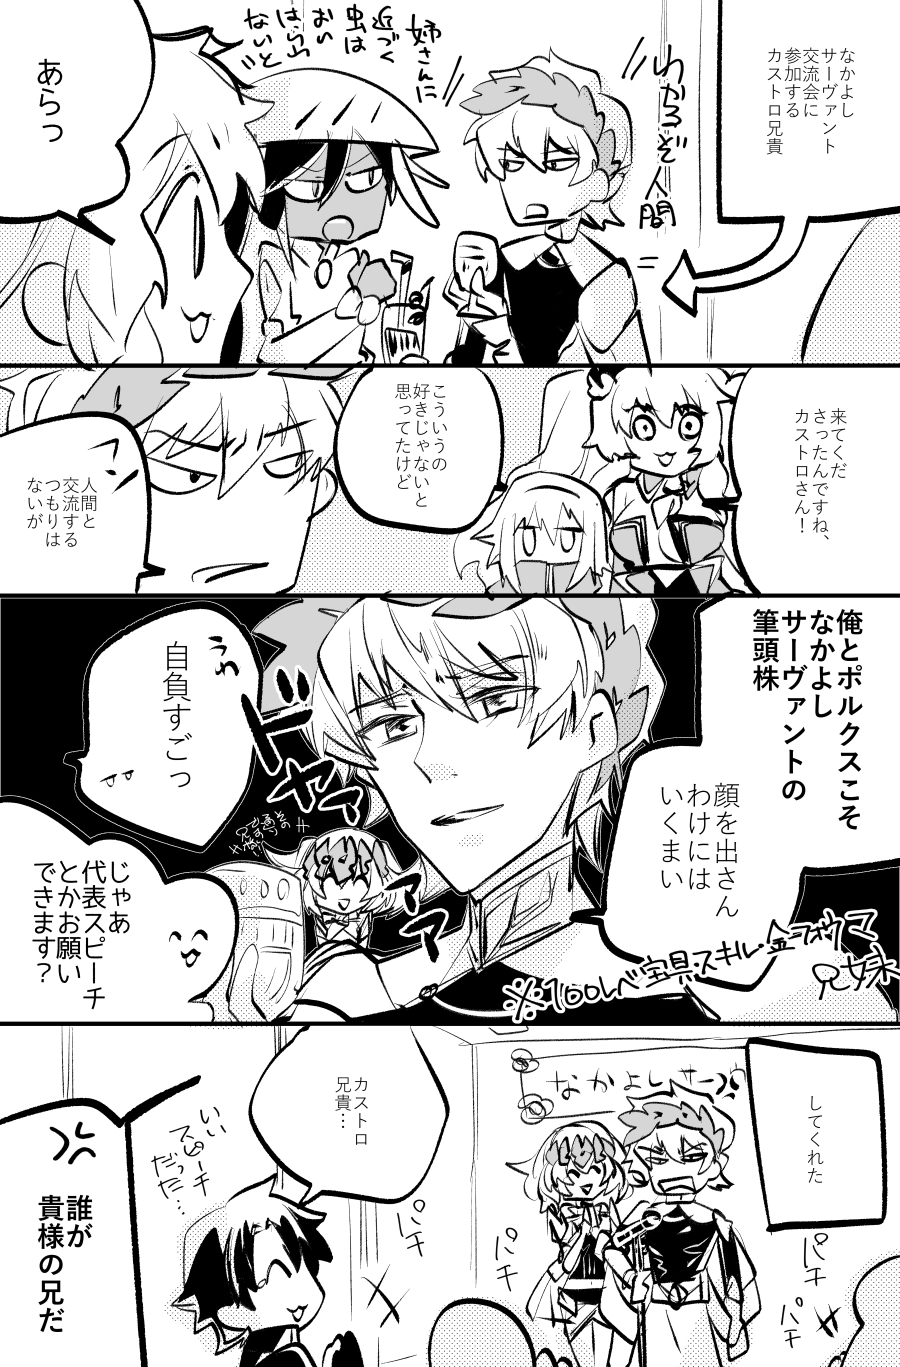 なかよし
サーヴァント
交流会に
参加する
カストロ兄貴
わかるぞ人間
姉さんに
近づく
虫は
おい
はらわ
ないと
あらっ
来てくだ
さったんですね、
カストロさん！
こういうの
好きじゃないと
思ってたけど
人間と
交流する
つもりは
ないが
俺とポルクスこそ
なかよし
サーヴァントの
筆頭株
顔を出さん
わけには
いくまい
※100レベ宝具・スキル・金フォウマ
兄妹
ドヤァァァ
その通り
です
兄様!!
うわ
自負すごっ
じゃあ
代表スピーチ
とかお願い
できます？
してくれた
なかよしサーヴ
パチ
パチ
パチ
パチ
カストロ
兄貴…
いい
スピーチ
だった…
誰が
貴様の兄だ